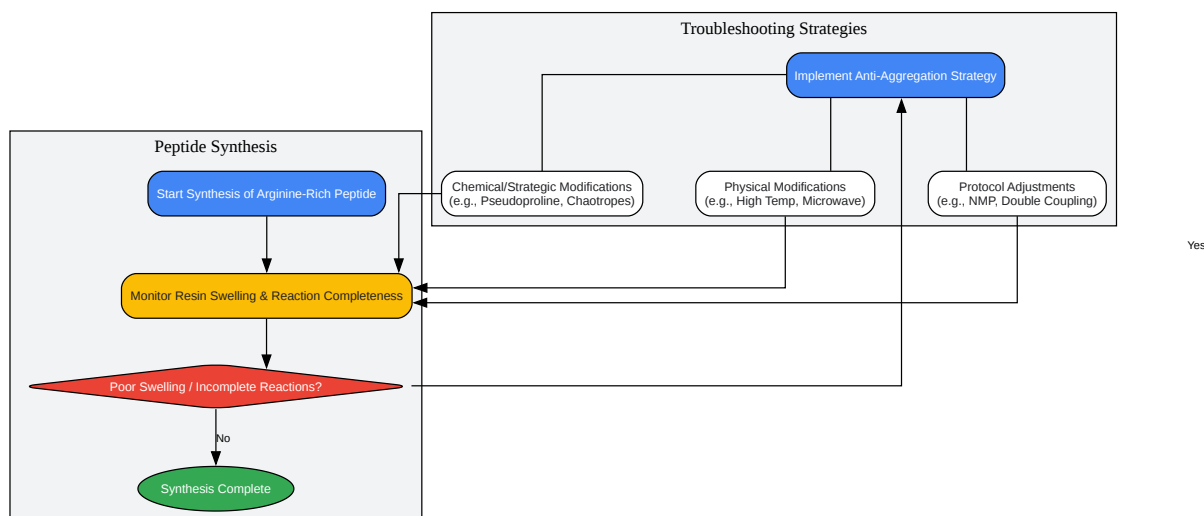 Troubleshooting Strategies
Implement Anti-Aggregation Strategy
Peptide Synthesis
Start Synthesis of Arginine-Rich Peptide
Chemical/Strategic Modifications
(e.g., Pseudoproline, Chaotropes)
Physical Modifications
(e.g., High Temp, Microwave)
Protocol Adjustments
(e.g., NMP, Double Coupling)
Yes
Monitor Resin Swelling & Reaction Completeness
Poor Swelling / Incomplete Reactions?
No
Synthesis Complete